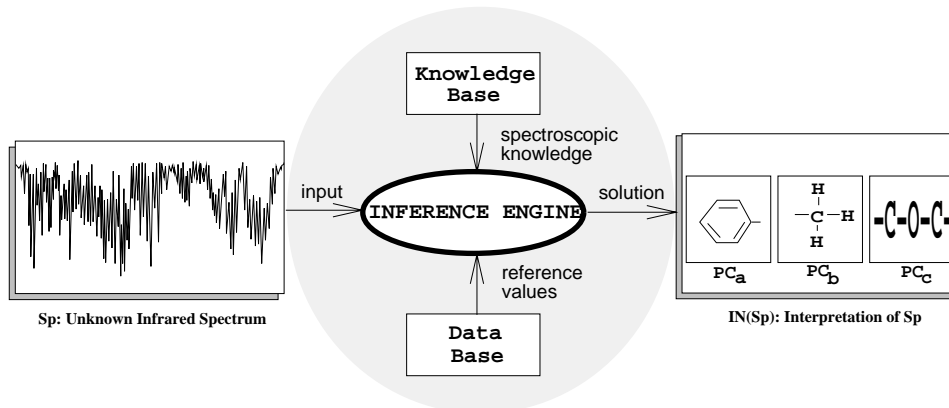 Knowledge
Base
spectroscopic
knowledge
input
INFERENCE ENGINE
solution
reference
values
Data
Base
Sp: Unknown Infrared Spectrum
H
C H
H
C O C
PCa
PCb
PCc
IN(Sp): Interpretation of Sp